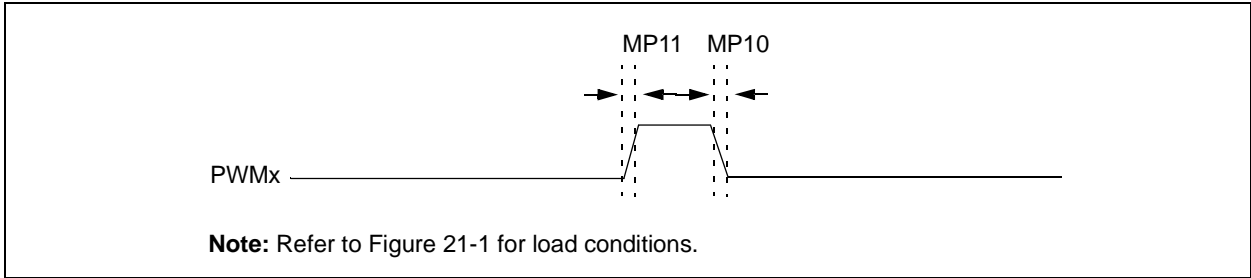 MP11 MP10
PWMx
Note: Refer to Figure 21-1 for load conditions.